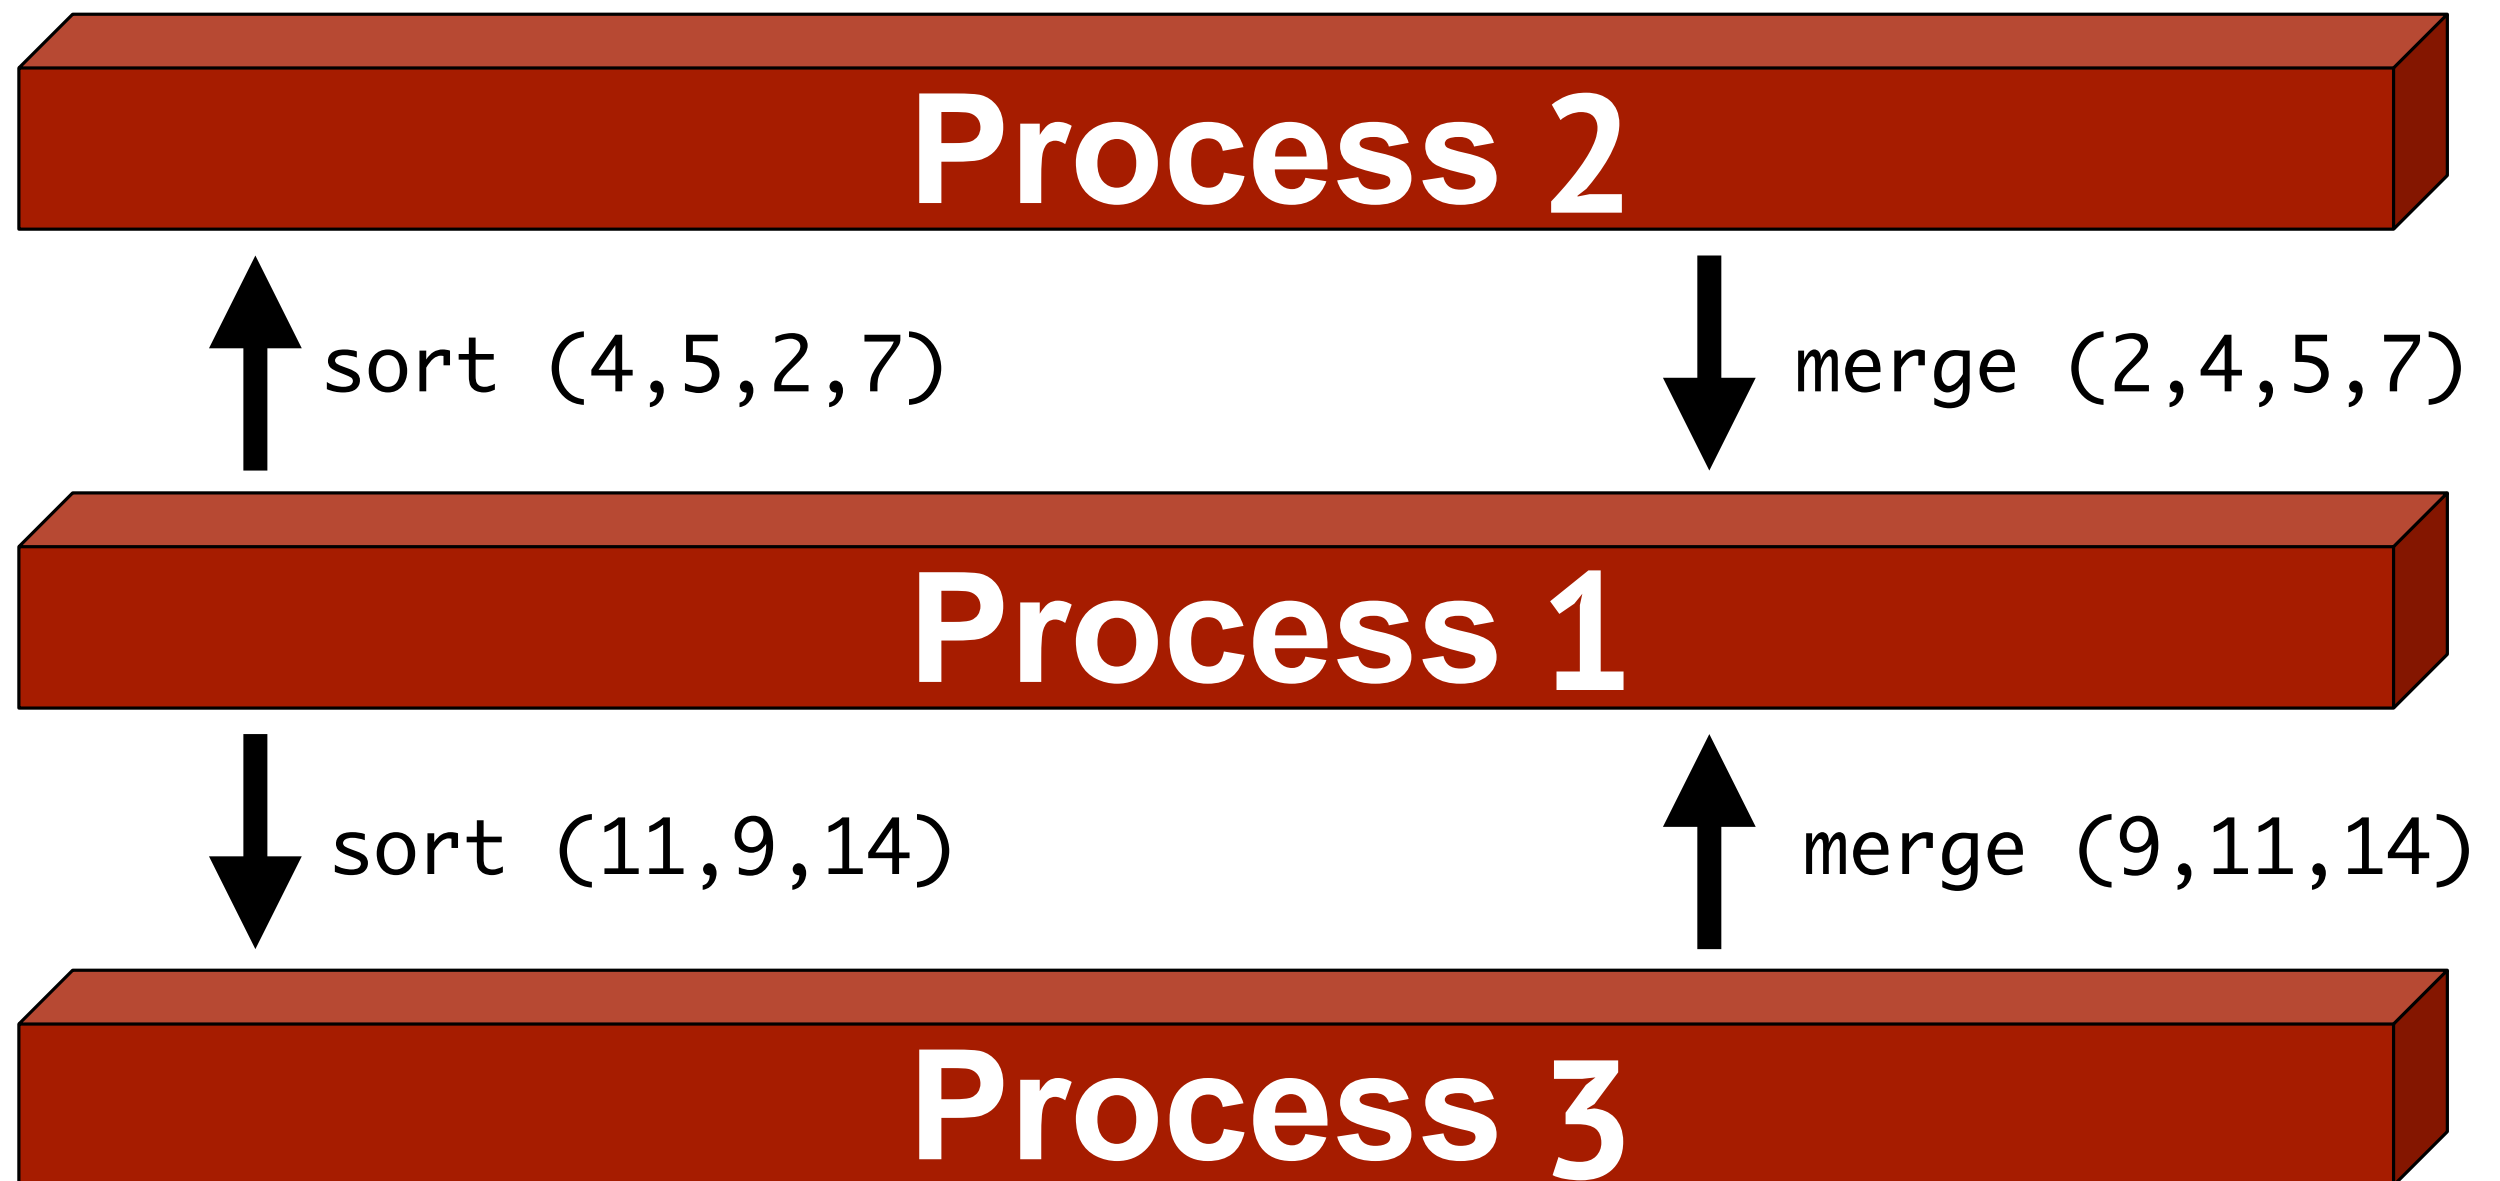 Process 2
sort (4,5,2,7)
merge (2,4,5,7)
Process 1
sort (11,9,14)
merge (9,11,14)
Process 3